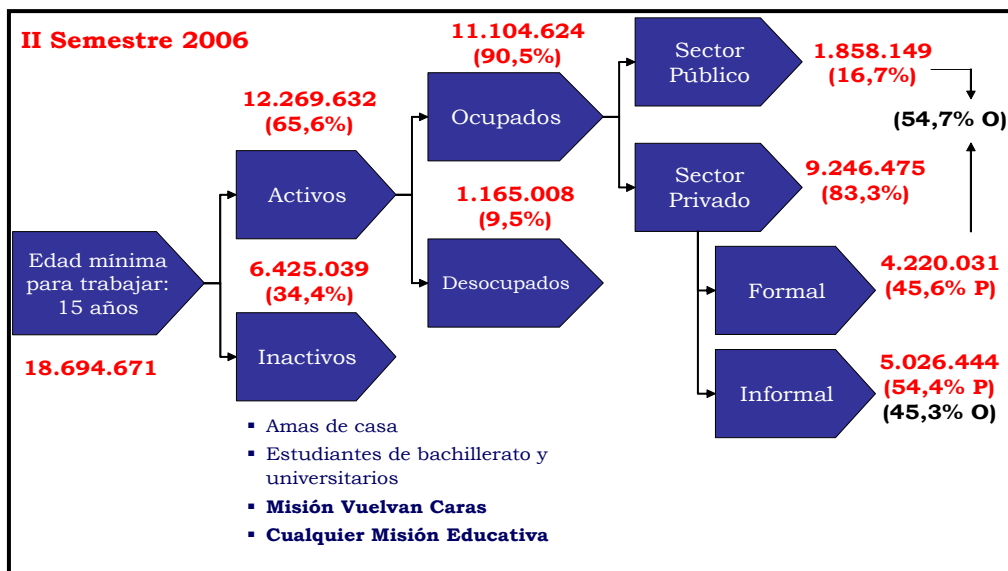 II Semestre 2006
11.104.624
(90,5%)
Sector
Público
1.858.149
(16,7%)
12.269.632
(65,6%)
Ocupados
(54,7% O)
Activos
1.165.008
(9,5%)
Sector
Privado
9.246.475
(83,3%)
Edad mínima
para trabajar:
15 años
18.694.671
6.425.039
(34,4%)
Desocupados
Formal
4.220.031
(45,6% P)
Inactivos
Informal
5.026.444
(54,4% P)
(45,3% O)
▪ Amas de casa
▪ Estudiantes de bachillerato y
universitarios
▪ Misión Vuelvan Caras
▪ Cualquier Misión Educativa